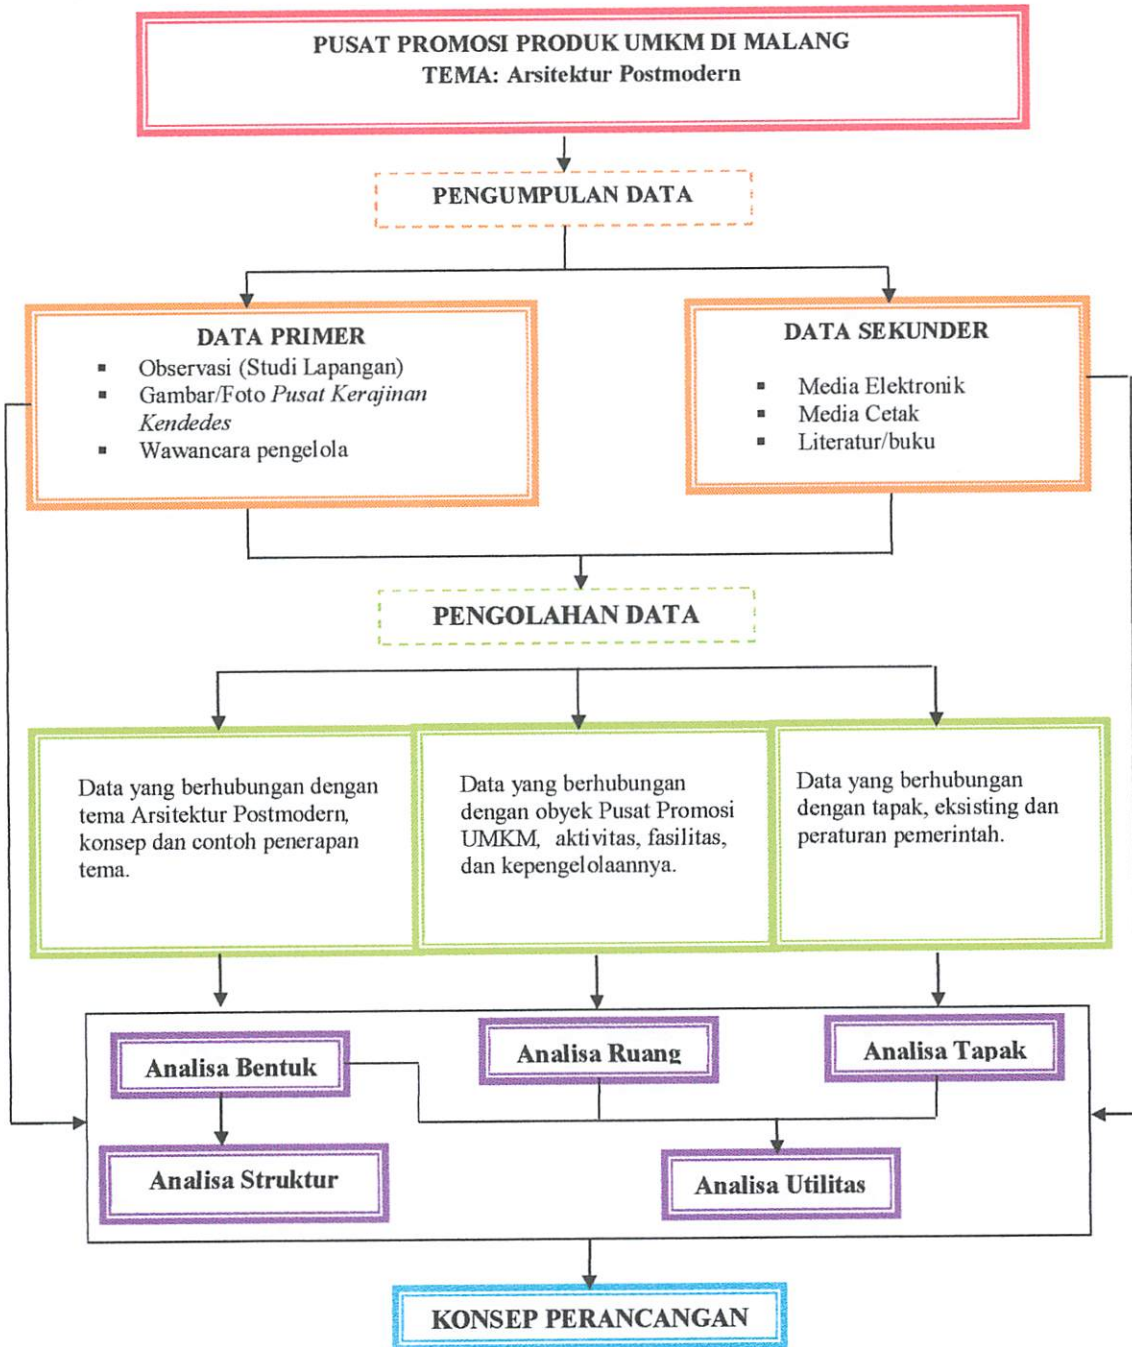 PUSAT PROMOSI PRODUK UMKM DI MALANG
TEMA: Arsitektur Postmodern
PENGUMPULAN DATA
DATA PRIMER
▪ Observasi (Studi Lapangan)
▪ Gambar/Foto Pusat Kerajinan
Kendedes
▪ Wawancara pengelola
DATA SEKUNDER
▪ Media Elektronik
▪ Media Cetak
▪ Literatur/buku
PENGOLAHAN DATA
Data yang berhubungan dengan
tema Arsitektur Postmodern,
konsep dan contoh penerapan
tema.
Data yang berhubungan
dengan obyek Pusat Promosi
UMKM, aktivitas, fasilitas,
dan kepengelolaannya.
Data yang berhubungan
dengan tapak, eksisting dan
peraturan pemerintah.
Analisa Bentuk
Analisa Ruang
Analisa Tapak
Analisa Struktur
Analisa Utilitas
KONSEP PERANCANGAN